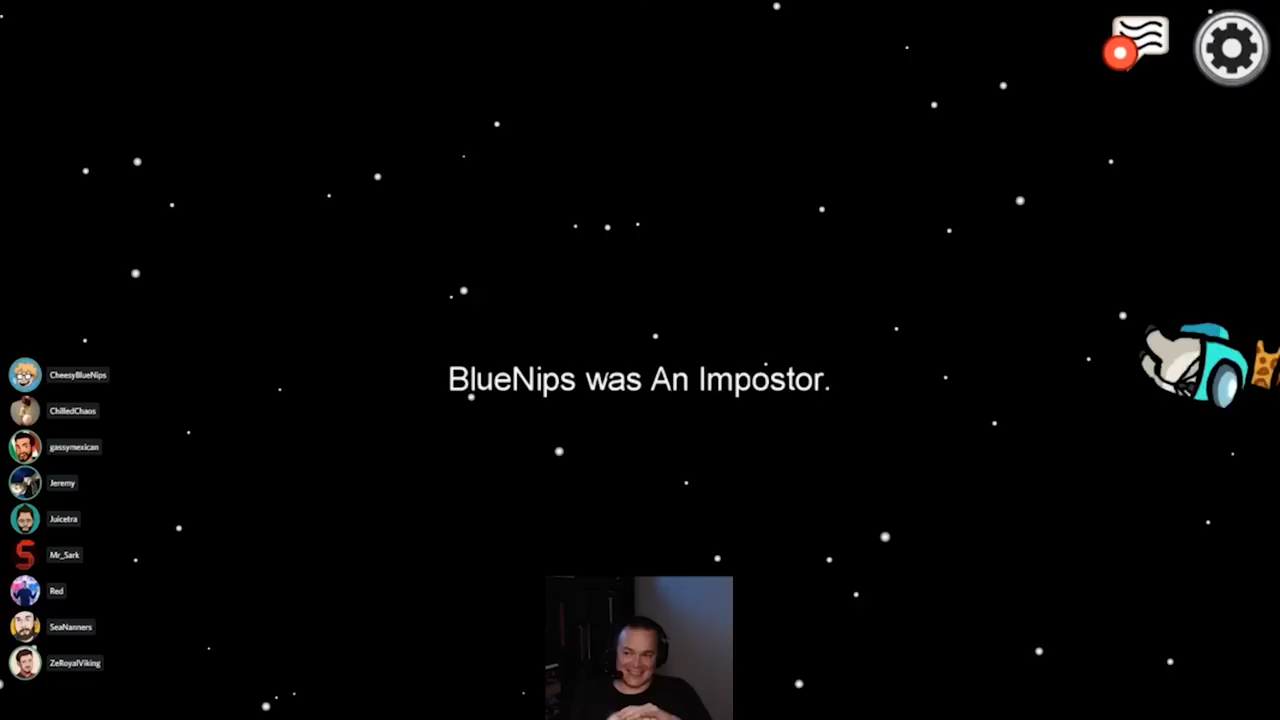 BlueNips was An Impostor.
CheesyBlueNips
ChilledChaos
gassymexican
Jeremy
Juicetra
Mr_Sark
Red
SeaNanners
ZeRoyalViking